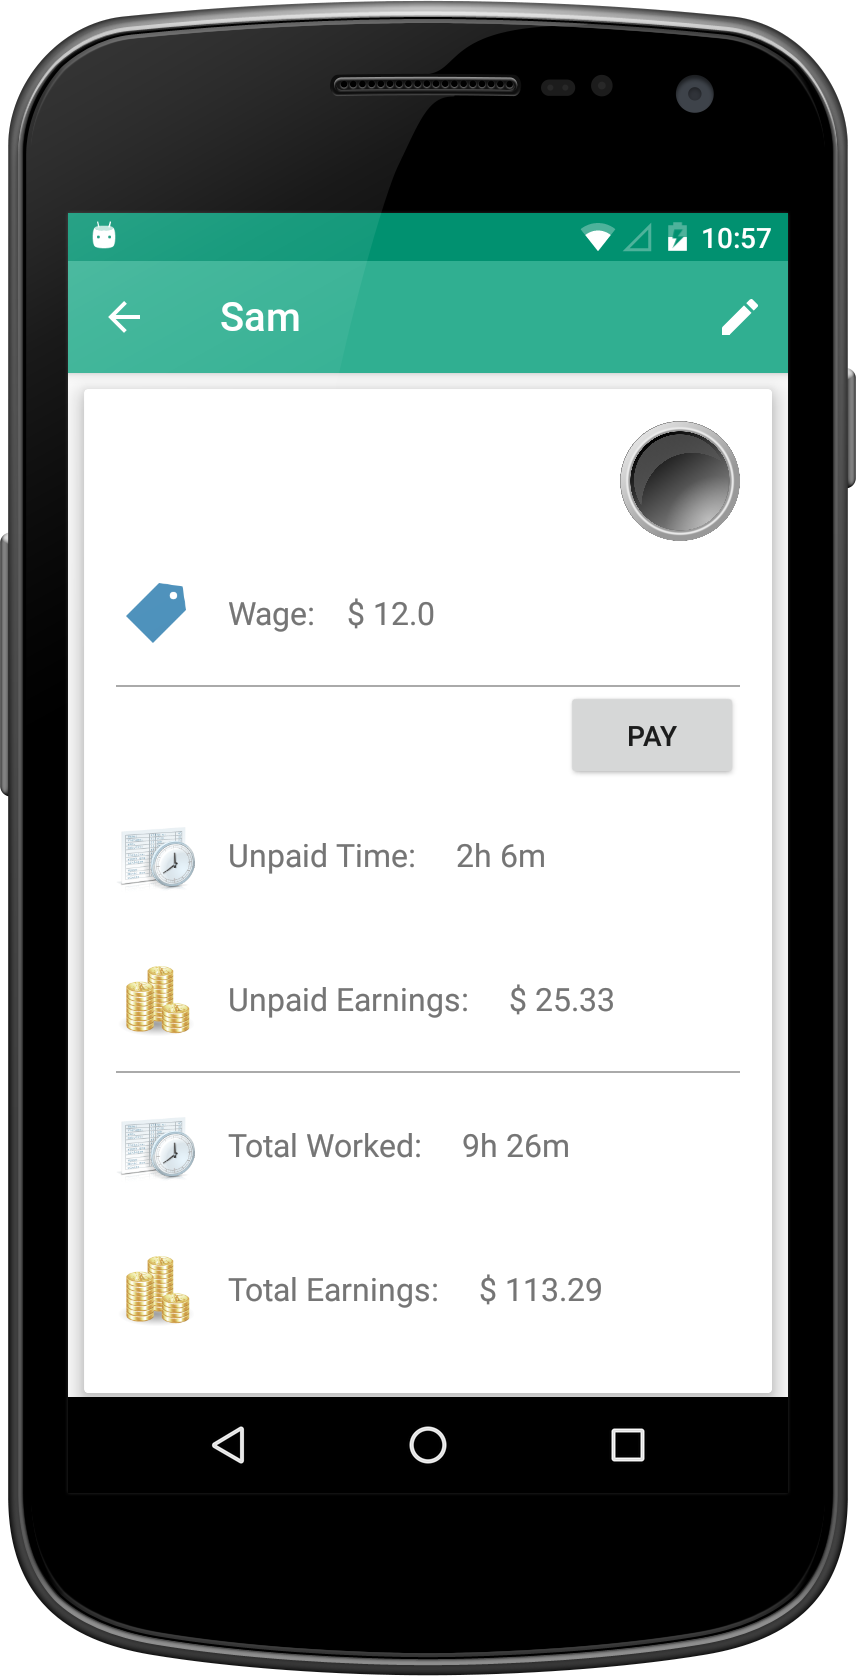 10:57
Sam
Wage: $ 12.0
PAY
Unpaid Time: 2h 6m
Unpaid Earnings: $ 25.33
Total Worked: 9h 26m
Total Earnings: $ 113.29